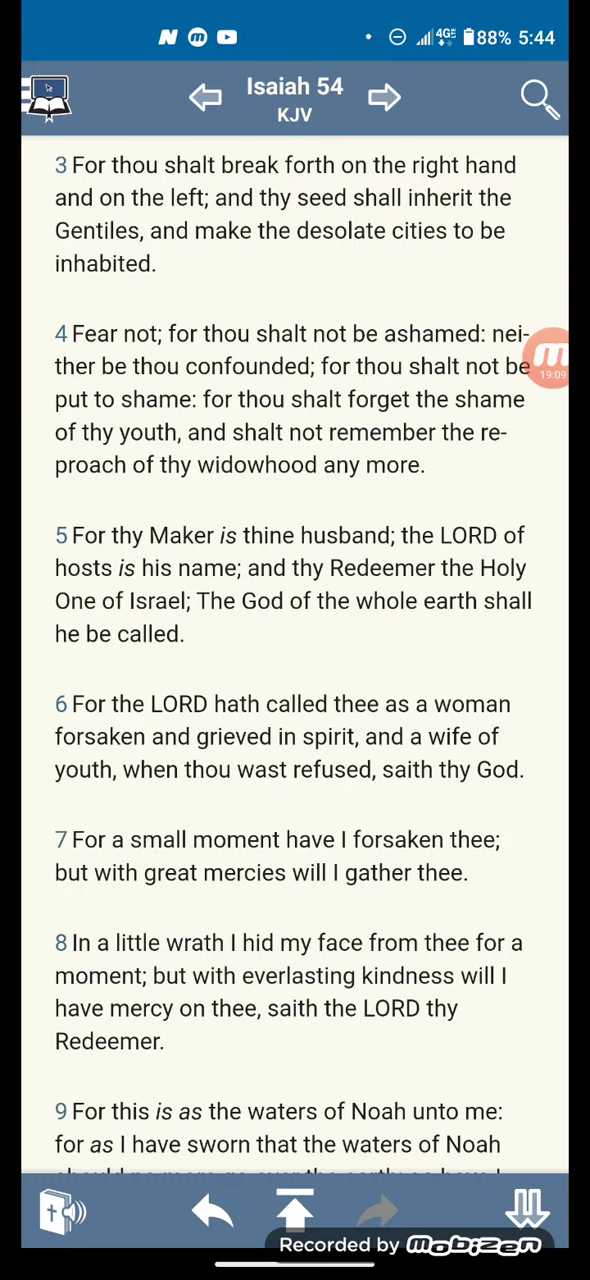 88% 5:44
Isaiah 54
KJV
3 For thou shalt break forth on the right hand
and on the left; and thy seed shall inherit the
Gentiles, and make the desolate cities to be
inhabited.
4 Fear not; for thou shalt not be ashamed: nei-
ther be thou confounded; for thou shalt not be
19:09
put to shame: for thou shalt forget the shame
of thy youth, and shalt not remember the re-
proach of thy widowhood any more.
5 For thy Maker is thine husband; the LORD of
hosts is his name; and thy Redeemer the Holy
One of Israel; The God of the whole earth shall
he be called.
6 For the LORD hath called thee as a woman
forsaken and grieved in spirit, and a wife of
youth, when thou wast refused, saith thy God.
7 For a small moment have I forsaken thee;
but with great mercies will I gather thee.
8 In a little wrath I hid my face from thee for a
moment; but with everlasting kindness will I
have mercy on thee, saith the LORD thy
Redeemer.
9 For this is as the waters of Noah unto me:
for as I have sworn that the waters of Noah
Recorded by mobizen